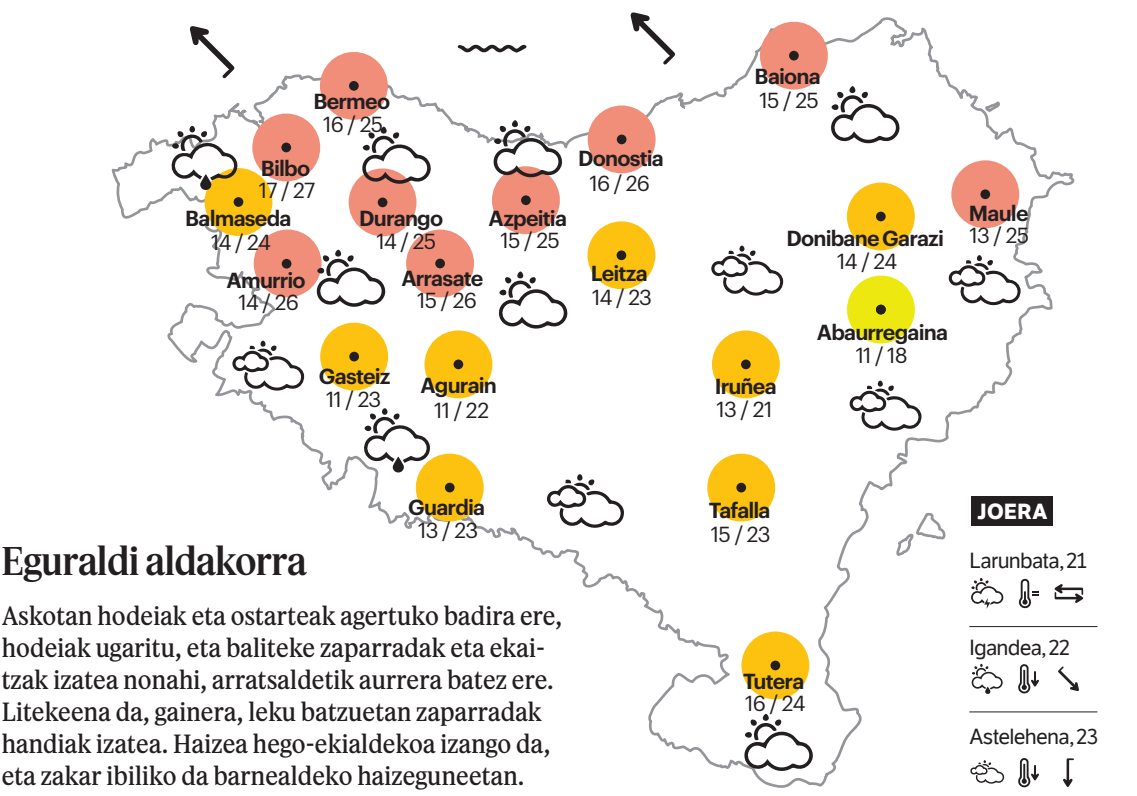 Baiona
15 / 25
Bermeo
16 / 25
Donostia
16 / 26
Bilbo
17 / 27
Balmaseda
14 / 24
Durango
14 / 25
Azpeitia
15 / 25
Maule
13 / 25
Donibane Garazi
14 / 24
Amurrio
14 / 26
Arrasate
15 / 26
Leitza
14 / 23
Abaurregaina
11 / 18
Gasteiz
11 / 23
Agurain
11 / 22
Iruñea
13 / 21
Guardia
13 / 23
Tafalla
15 / 23
Tutera
16 / 24
Eguraldi aldakorra
Askotan hodeiak eta ostarteak agertuko badira ere,
hodeiak ugaritu, eta baliteke zaparradak eta ekai-
tzak izatea nonahi, arratsaldetik aurrera batez ere.
Litekeena da, gainera, leku batzuetan zaparradak
handiak izatea. Haizea hego-ekialdekoa izango da,
eta zakar ibiliko da barnealdeko haizeguneetan.
JOERA
Larunbata, 21
Igandea, 22
Astelehena, 23